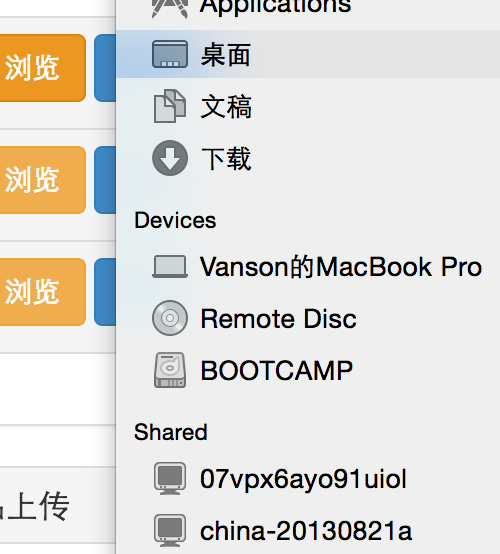 Applications
浏览
桌面
文稿
浏览
下载
Devices
浏览
Vanson的MacBook Pro
Remote Disc
BOOTCAMP
Shared
07vpx6ayo91uiol
上传
china-20130821a